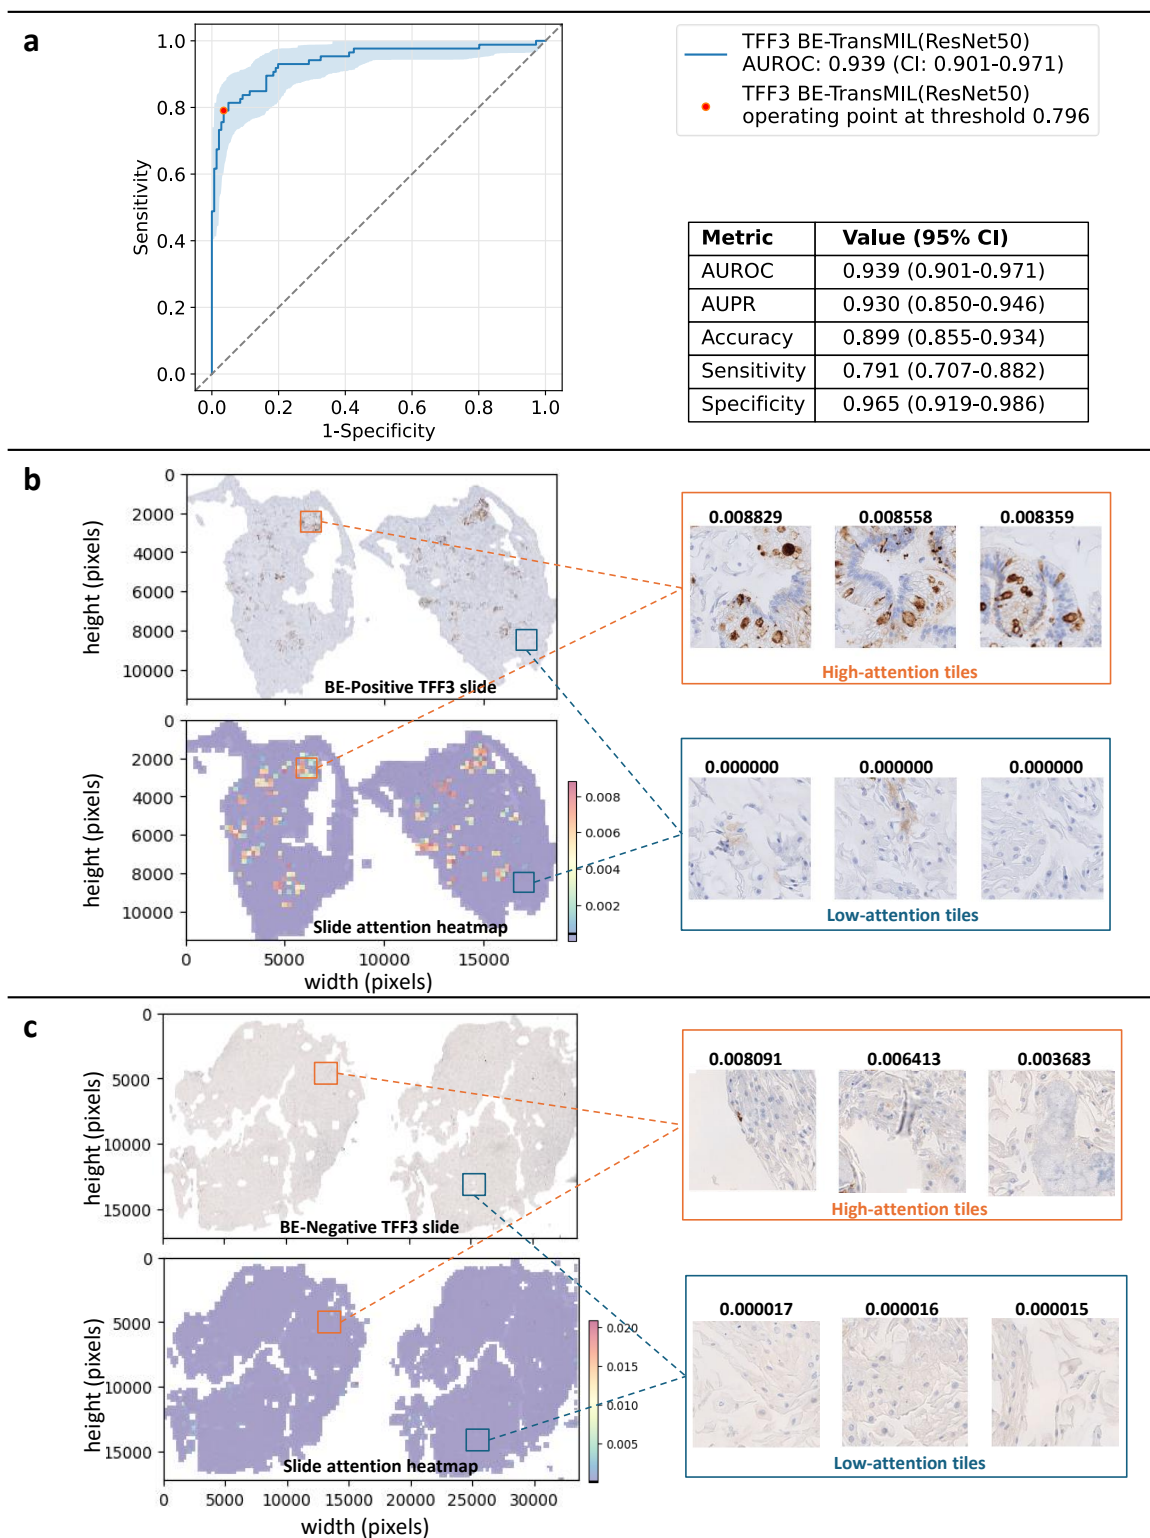 a
1.0
0.8
0.6
0.4
0.2
0.0
Sensitivity
0.0 0.2 0.4 0.6 0.8 1.0
1-Specificity
TFF3 BE-TransMIL(ResNet50)
AUROC: 0.939 (CI: 0.901-0.971)
TFF3 BE-TransMIL(ResNet50)
operating point at threshold 0.796
Metric Value (95% CI)
AUROC 0.939 (0.901-0.971)
AUPR 0.930 (0.850-0.946)
Accuracy 0.899 (0.855-0.934)
Sensitivity 0.791 (0.707-0.882)
Specificity 0.965 (0.919-0.986)
b
0
2000
4000
6000
8000
10000
height (pixels)
BE-Positive TFF3 slide
0.008829 0.008558 0.008359
High-attention tiles
0
2000
4000
6000
8000
10000
height (pixels)
Slide attention heatmap
0.008
0.006
0.004
0.002
0 5000 10000 15000
width (pixels)
0.000000 0.000000 0.000000
Low-attention tiles
c
0
5000
10000
15000
height (pixels)
BE-Negative TFF3 slide
0 5000 10000 15000 20000 25000 30000
0.008091 0.006413 0.003683
High-attention tiles
0
5000
10000
15000
height (pixels)
Slide attention heatmap
0.020
0.015
0.010
0.005
0 5000 10000 15000 20000 25000 30000
width (pixels)
0.000017 0.000016 0.000015
Low-attention tiles